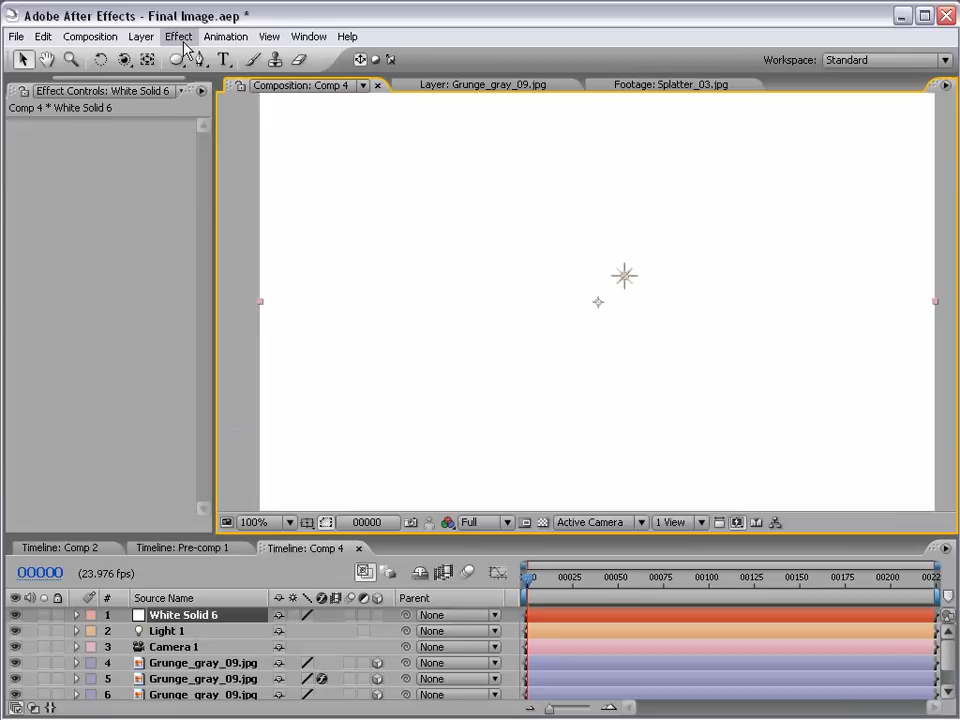 Adobe After Effects - Final Image.aep *
File Edit Composition Layer Effect Animation View Window Help
Workspace: Standard
Effect Controls: White Solid 6
Composition: Comp 4
Layer: Grunge_gray_09.jpg
Footage: Splatter_03.jpg
Comp 4 * White Solid 6
100%
00000
Full
Active Camera
1 View
Timeline: Comp 2
Timeline: Pre-comp 1
Timeline: Comp 4
00000
(23.976 fps)
0 00025 00050 00075 00100 00125 00150 00175 00200 0022
# Source Name Parent
1 White Solid 6 None
2 Light 1 None
3 Camera 1 None
4 Grunge_gray_09.jpg None
5 Grunge_gray_09.jpg None
6 Grunge_gray_09.jpg None